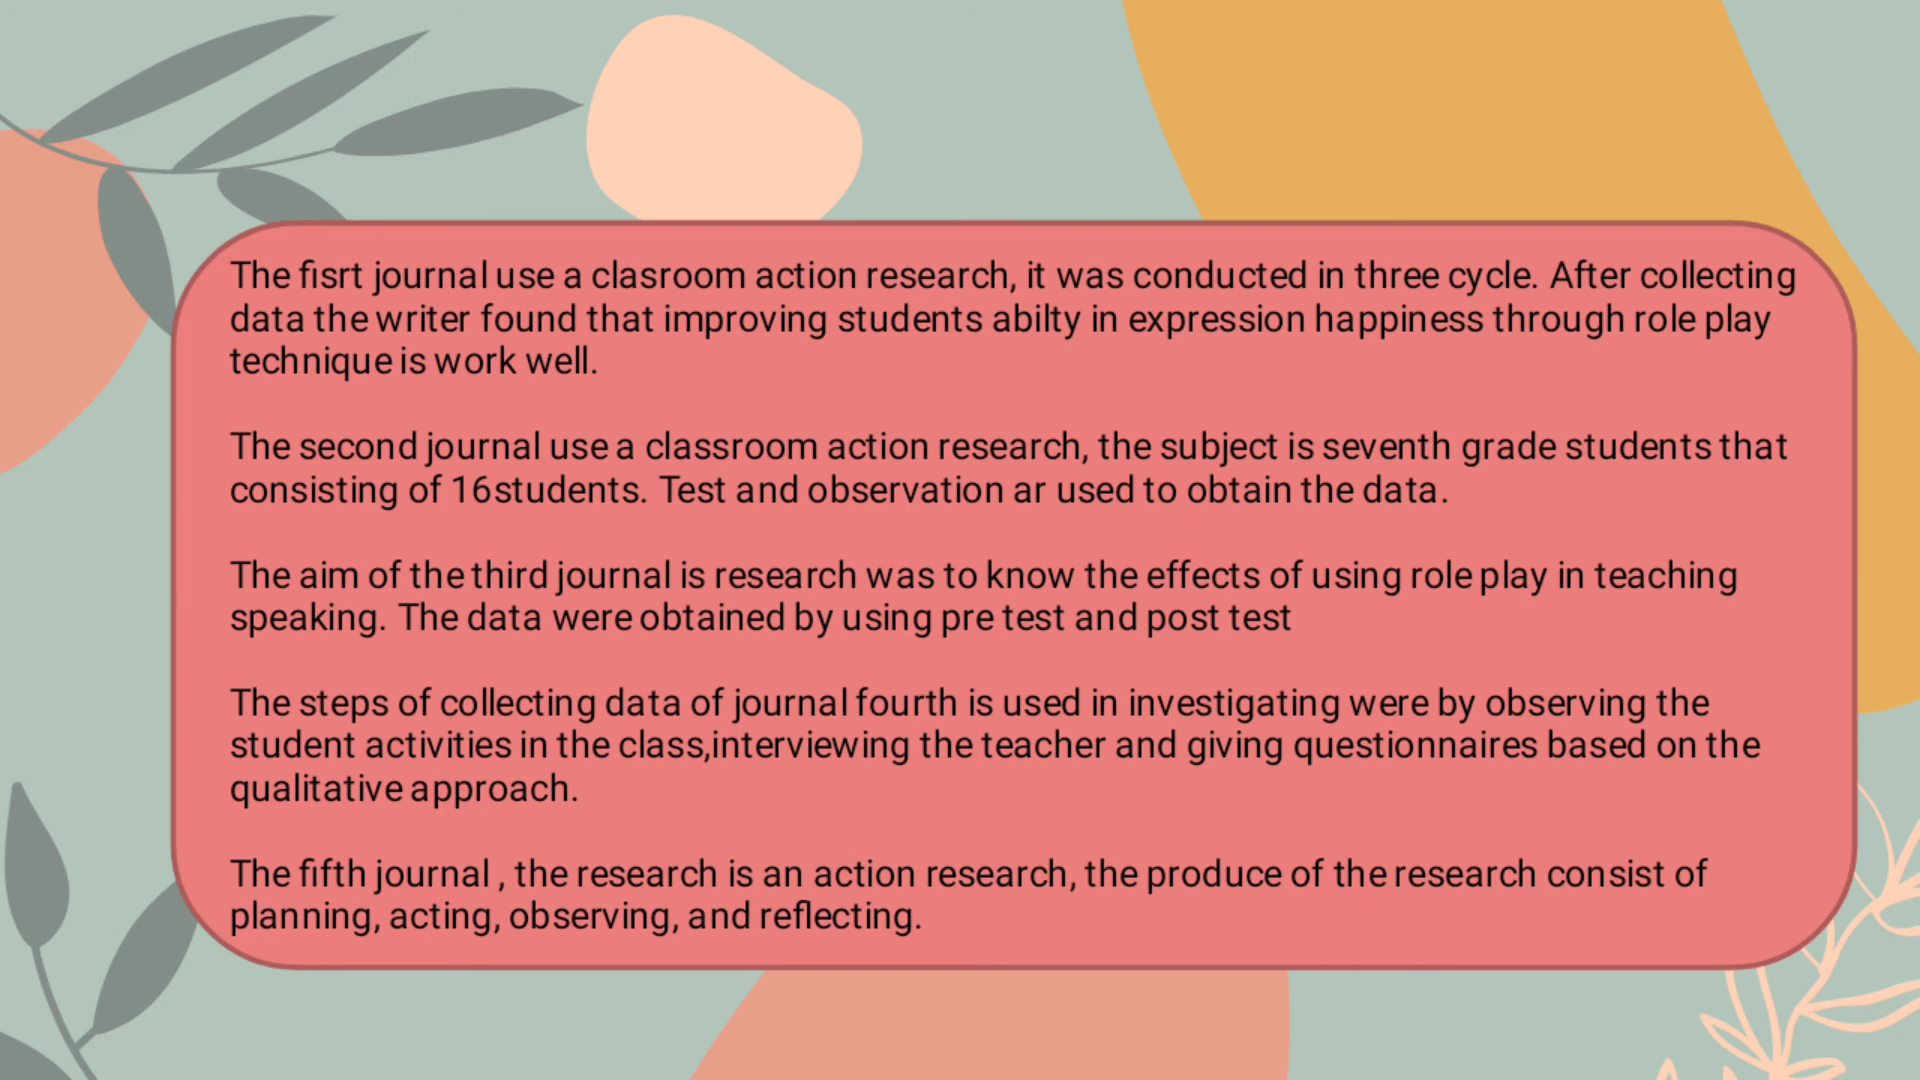 The fisrt journal use a clasroom action research, it was conducted in three cycle. After collecting
data the writer found that improving students abilty in expression happiness through role play
technique is work well.
The second journal use a classroom action research, the subject is seventh grade students that
consisting of 16students. Test and observation ar used to obtain the data.
The aim of the third journal is research was to know the effects of using role play in teaching
speaking. The data were obtained by using pre test and post test
The steps of collecting data of journal fourth is used in investigating were by observing the
student activities in the class,interviewing the teacher and giving questionnaires based on the
qualitative approach.
The fifth journal , the research is an action research, the produce of the research consist of
planning, acting, observing, and reflecting.